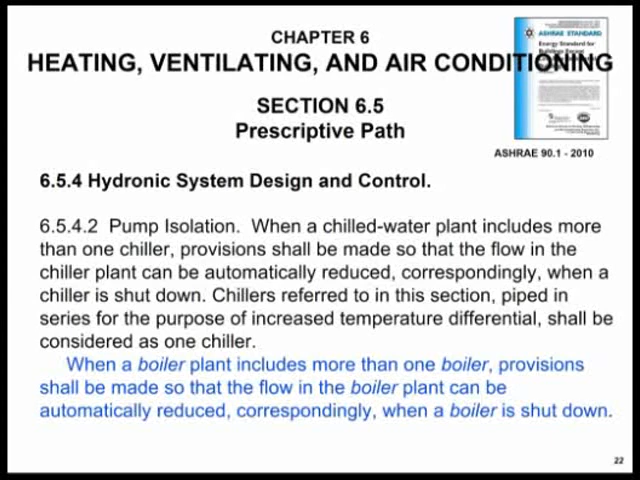 CHAPTER 6
HEATING, VENTILATING, AND AIR CONDITIONING
SECTION 6.5
Prescriptive Path
ASHRAE STANDARD
Energy Standard for
ASHRAE 90.1 - 2010
6.5.4 Hydronic System Design and Control.
6.5.4.2 Pump Isolation. When a chilled-water plant includes more
than one chiller, provisions shall be made so that the flow in the
chiller plant can be automatically reduced, correspondingly, when a
chiller is shut down. Chillers referred to in this section, piped in
series for the purpose of increased temperature differential, shall be
considered as one chiller.
When a boiler plant includes more than one boiler, provisions
shall be made so that the flow in the boiler plant can be
automatically reduced, correspondingly, when a boiler is shut down.
22